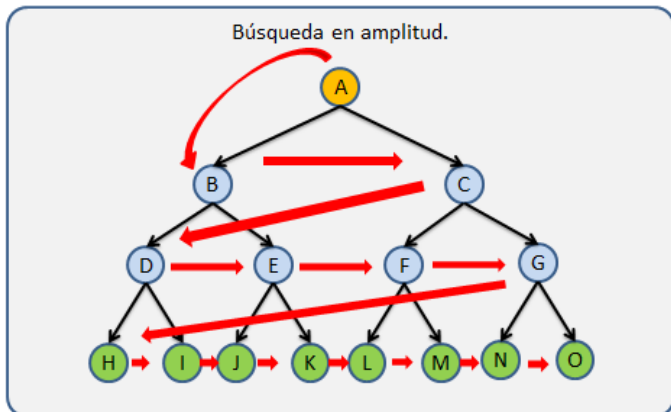 Búsqueda en amplitud.
A
B C
D E F G
H I J K L M N O